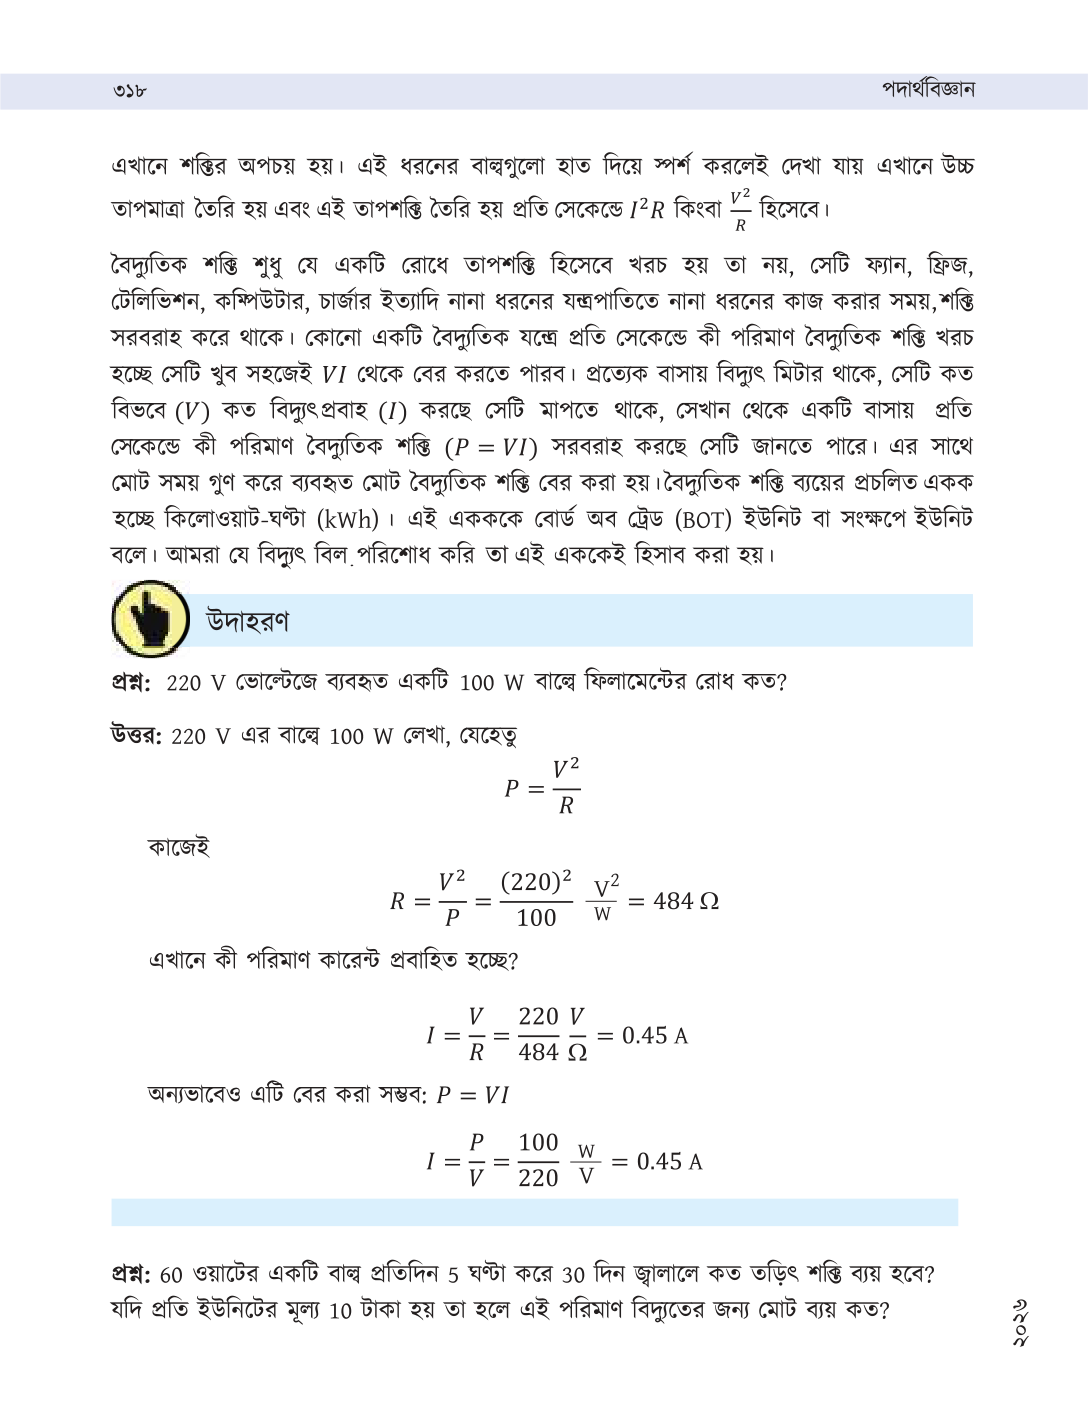 ৩১৮ পদার্থবিজ্ঞান
এখানে শক্তির অপচয় হয়। এই ধরনের বাল্বগুলো হাত দিয়ে স্পর্শ করলেই দেখা যায় এখানে উচ্চ
তাপমাত্রা তৈরি হয় এবং এই তাপশক্তি তৈরি হয় প্রতি সেকেন্ডে I²R কিংবা V²/R হিসেবে।
বৈদ্যুতিক শক্তি শুধু যে একটি রোধে তাপশক্তি হিসেবে খরচ হয় তা নয়, সেটি ফ্যান, ফ্রিজ,
টেলিভিশন, কম্পিউটার, চার্জার ইত্যাদি নানা ধরনের যন্ত্রপাতিতে নানা ধরনের কাজ করার সময়,শক্তি
সরবরাহ করে থাকে। কোনো একটি বৈদ্যুতিক যন্ত্রে প্রতি সেকেন্ডে কী পরিমাণ বৈদ্যুতিক শক্তি খরচ
হচ্ছে সেটি খুব সহজেই VI থেকে বের করতে পারব। প্রত্যেক বাসায় বিদ্যুৎ মিটার থাকে, সেটি কত
বিভবে (V) কত বিদ্যুৎপ্রবাহ (I) করছে সেটি মাপতে থাকে, সেখান থেকে একটি বাসায় প্রতি
সেকেন্ডে কী পরিমাণ বৈদ্যুতিক শক্তি (P = VI) সরবরাহ করছে সেটি জানতে পারে। এর সাথে
মোট সময় গুণ করে ব্যবহৃত মোট বৈদ্যুতিক শক্তি বের করা হয়।বৈদ্যুতিক শক্তি ব্যয়ের প্রচলিত একক
হচ্ছে কিলোওয়াট-ঘণ্টা (kWh) । এই একককে বোর্ড অব ট্রেড (BOT) ইউনিট বা সংক্ষপে ইউনিট
বলে। আমরা যে বিদ্যুৎ বিল পরিশোধ করি তা এই এককেই হিসাব করা হয়।
উদাহরণ
প্রশ্ন: 220 V ভোল্টেজে ব্যবহৃত একটি 100 W বাল্বে ফিলামেন্টের রোধ কত?
উত্তর: 220 V এর বাল্বে 100 W লেখা, যেহেতু
P = V²/R
কাজেই
R = V²/P = (220)²/100 V²/W = 484 Ω
এখানে কী পরিমাণ কারেন্ট প্রবাহিত হচ্ছে?
I = V/R = 220/484 V/Ω = 0.45 A
অন্যভাবেও এটি বের করা সম্ভব: P = VI
I = P/V = 100/220 W/V = 0.45 A
প্রশ্ন: 60 ওয়াটের একটি বাল্ব প্রতিদিন 5 ঘণ্টা করে 30 দিন জ্বালালে কত তড়িৎ শক্তি ব্যয় হবে?
যদি প্রতি ইউনিটের মূল্য 10 টাকা হয় তা হলে এই পরিমাণ বিদ্যুতের জন্য মোট ব্যয় কত?
২০২৬